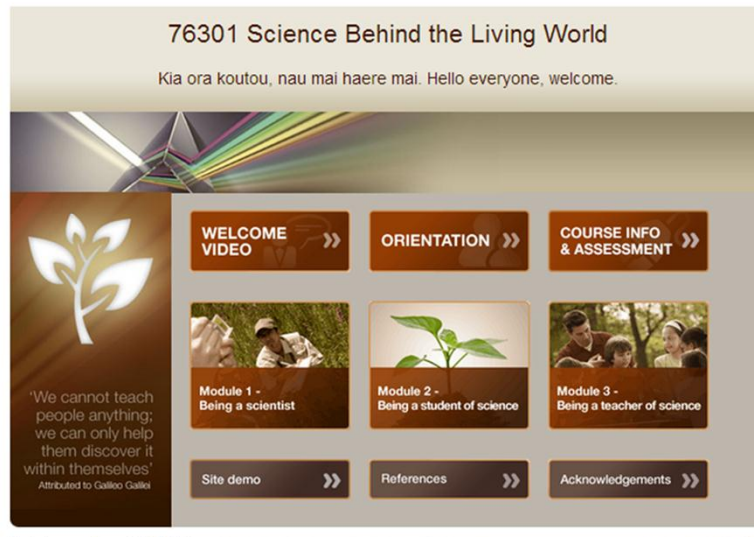 76301 Science Behind the Living World
Kia ora koutou, nau mai haere mai. Hello everyone, welcome.
WELCOME
VIDEO
ORIENTATION
COURSE INFO
& ASSESSMENT
Module 1 -
Being a scientist
Module 2 -
Being a student of science
Module 3 -
Being a teacher of science
'We cannot teach
people anything;
we can only help
them discover it
within themselves'
Attributed to Galileo Galilei
Site demo
References
Acknowledgements